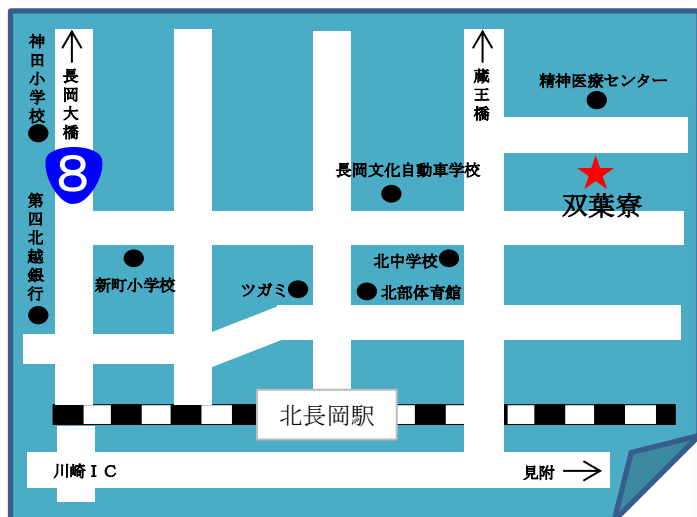 神田小学校
長岡大橋
蔵王橋
精神医療センター
8
長岡文化自動車学校
双葉寮
第四北越銀行
新町小学校
ツガミ
北中学校
北部体育館
北長岡駅
川崎ＩＣ
見附